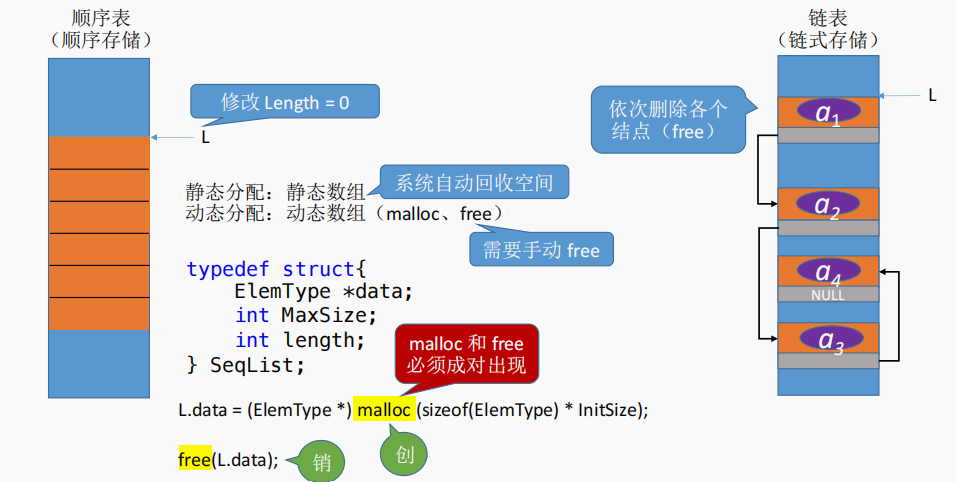 顺序表
（顺序存储）
修改 Length = 0
L
静态分配：静态数组
系统自动回收空间
动态分配：动态数组（malloc、free）
需要手动 free
typedef struct{
ElemType *data;
int MaxSize;
int length;
} SeqList;
malloc 和 free
必须成对出现
L.data = (ElemType *) malloc (sizeof(ElemType) * InitSize);
free(L.data);
销
创
链表
（链式存储）
依次删除各个
结点（free）
L
a1
a2
a4
NULL
a3